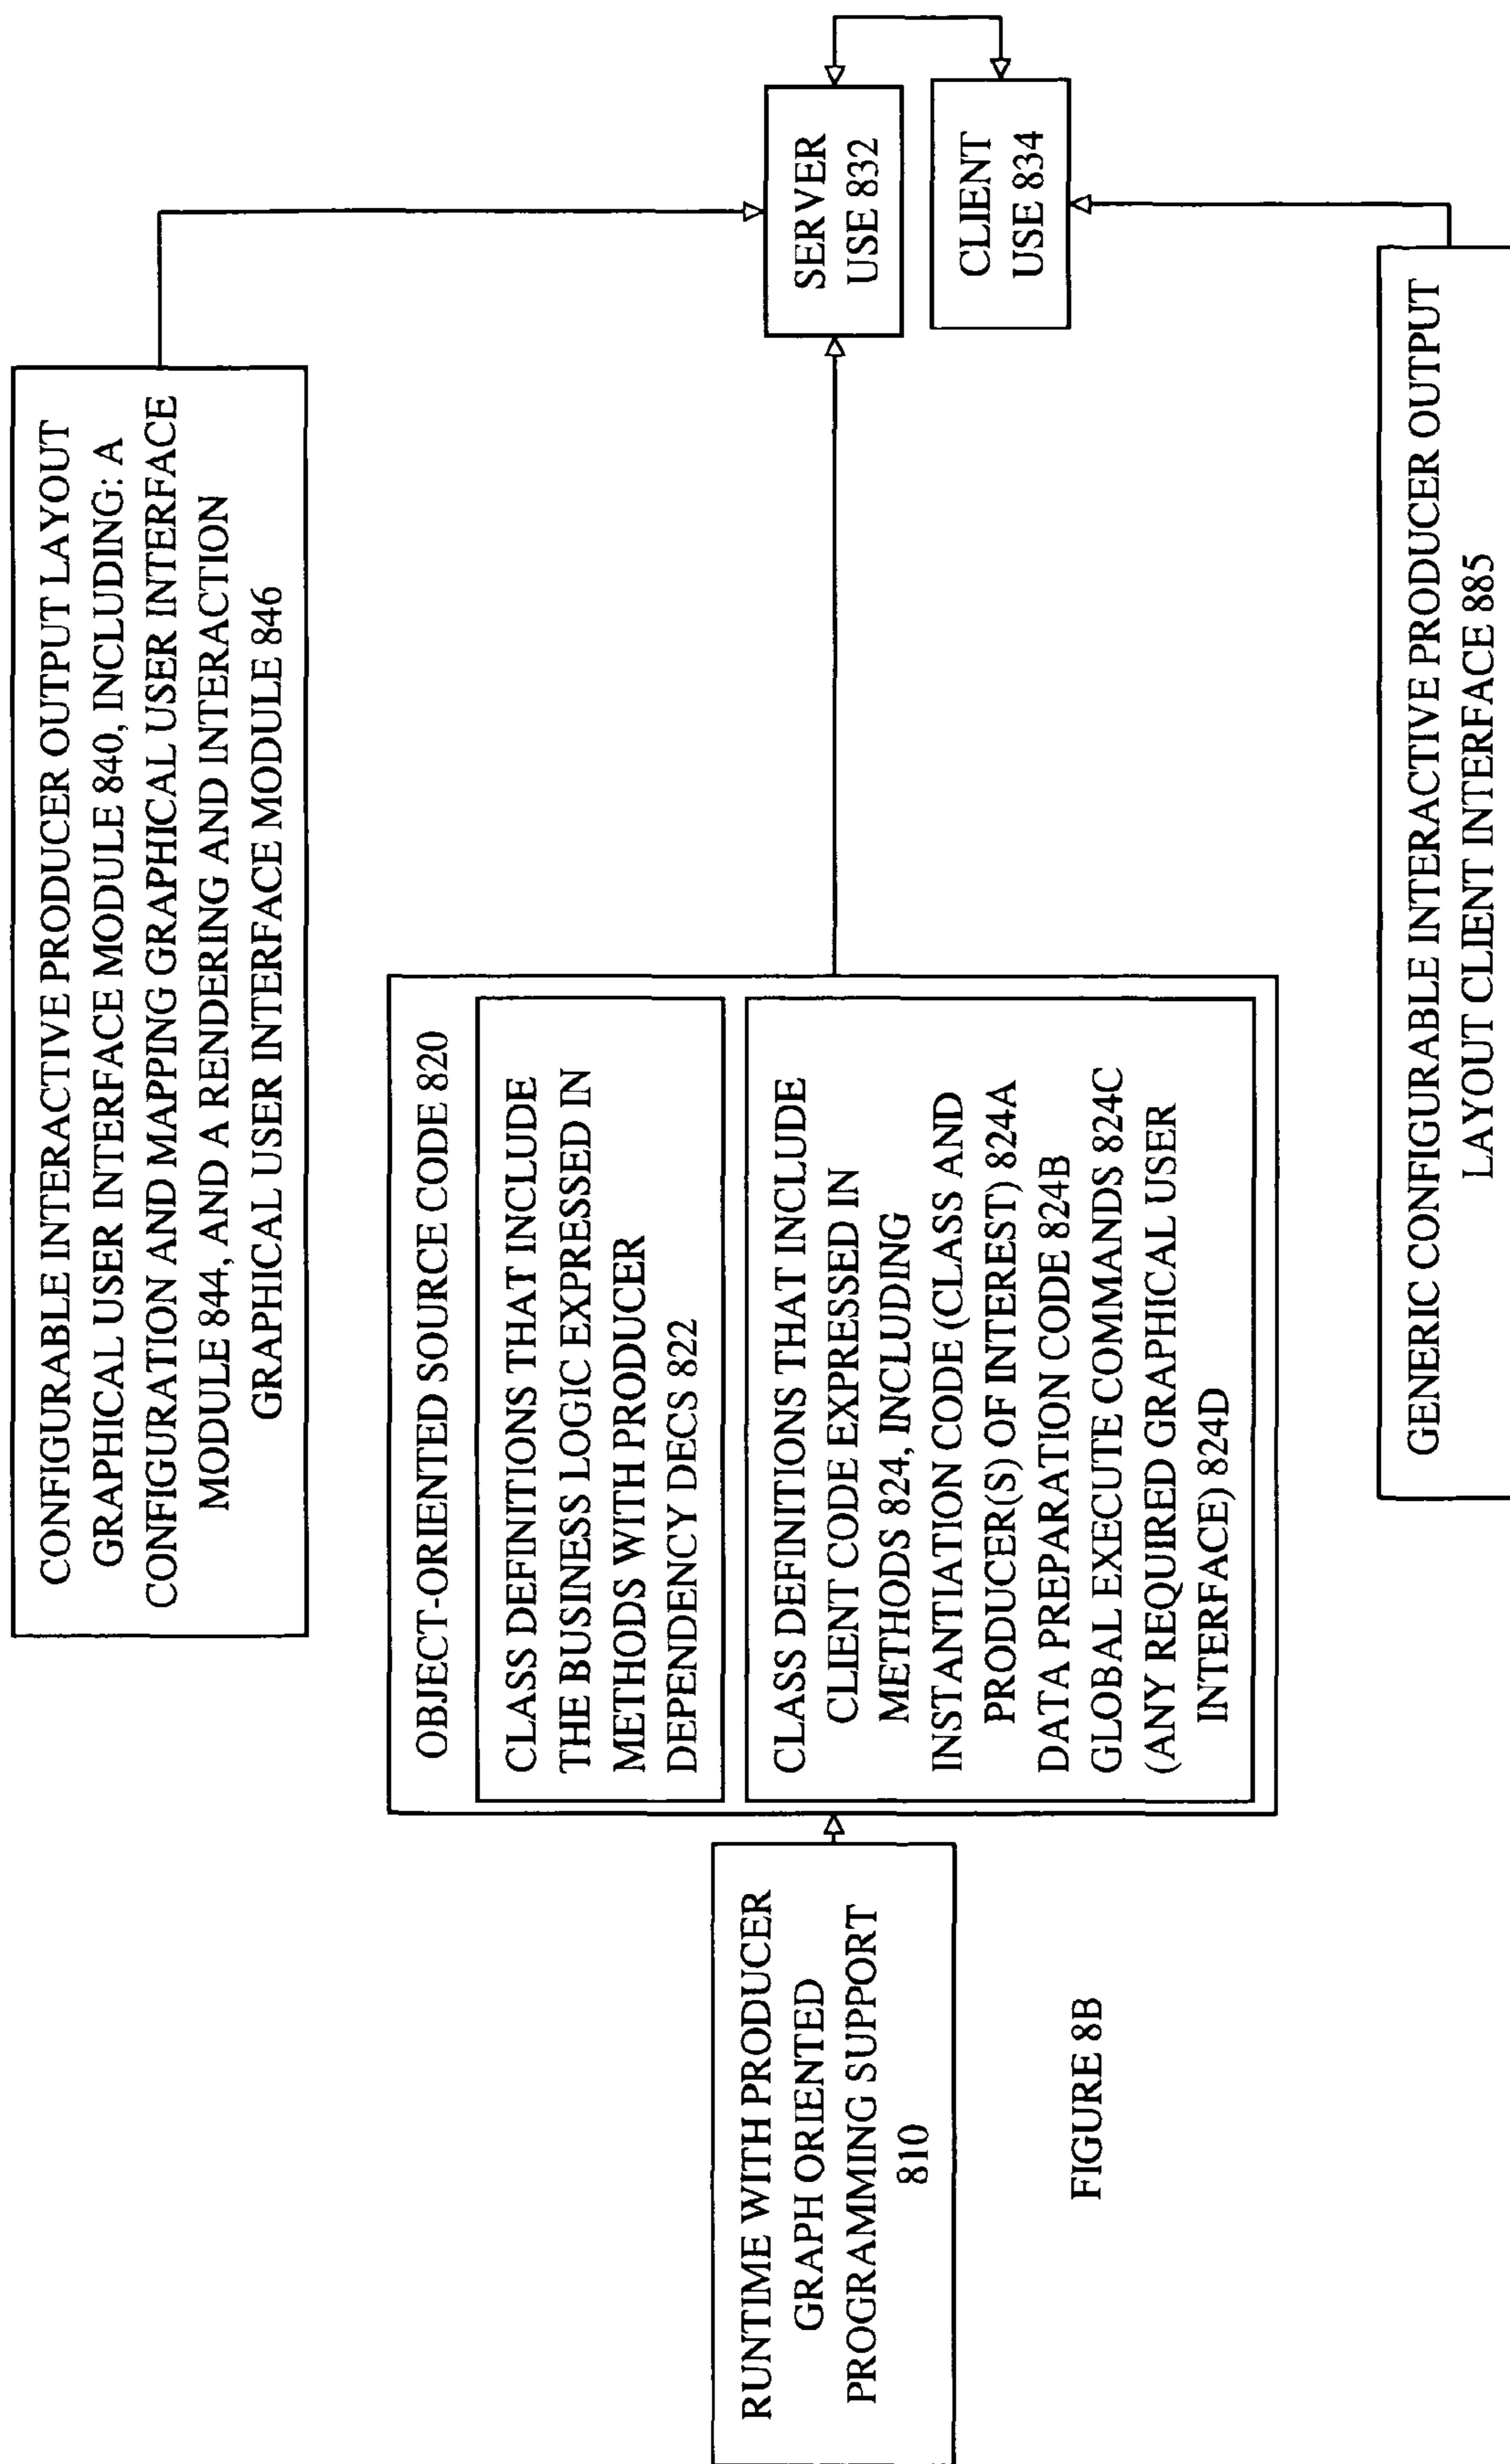 CONFIGURABLE INTERACTIVE PRODUCER OUTPUT LAYOUT
GRAPHICAL USER INTERFACE MODULE 840, INCLUDING: A
CONFIGURATION AND MAPPING GRAPHICAL USER INTERFACE
MODULE 844, AND A RENDERING AND INTERACTION
GRAPHICAL USER INTERFACE MODULE 846
RUNTIME WITH PRODUCER
GRAPH ORIENTED
PROGRAMMING SUPPORT
810
OBJECT-ORIENTED SOURCE CODE 820
CLASS DEFINITIONS THAT INCLUDE
THE BUSINESS LOGIC EXPRESSED IN
METHODS WITH PRODUCER
DEPENDENCY DECS 822
CLASS DEFINITIONS THAT INCLUDE
CLIENT CODE EXPRESSED IN
METHODS 824, INCLUDING
INSTANTIATION CODE (CLASS AND
PRODUCER(S) OF INTEREST) 824A
DATA PREPARATION CODE 824B
GLOBAL EXECUTE COMMANDS 824C
(ANY REQUIRED GRAPHICAL USER
INTERFACE) 824D
SERVER
USE 832
CLIENT
USE 834
FIGURE 8B
GENERIC CONFIGURABLE INTERACTIVE PRODUCER OUTPUT
LAYOUT CLIENT INTERFACE 885